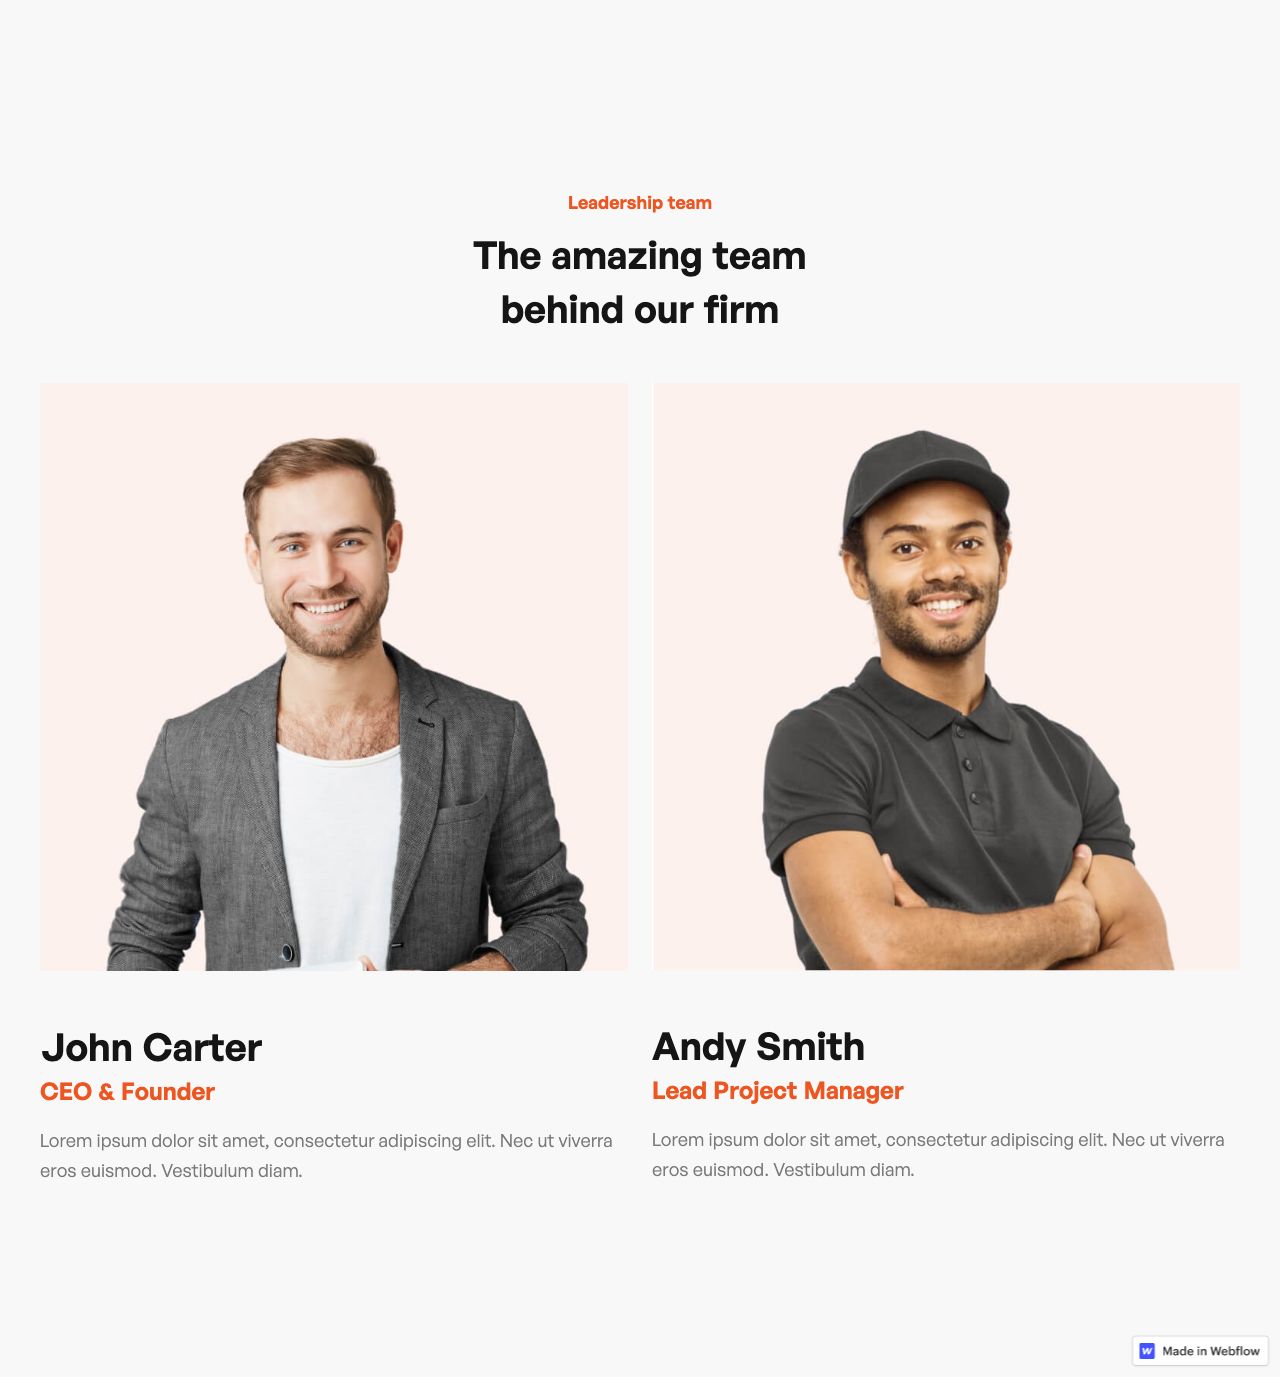 Leadership team
The amazing team
behind our firm
John Carter
CEO & Founder
Lorem ipsum dolor sit amet, consectetur adipiscing elit. Nec ut viverra
eros euismod. Vestibulum diam.
Andy Smith
Lead Project Manager
Lorem ipsum dolor sit amet, consectetur adipiscing elit. Nec ut viverra
eros euismod. Vestibulum diam.
Made in Webflow